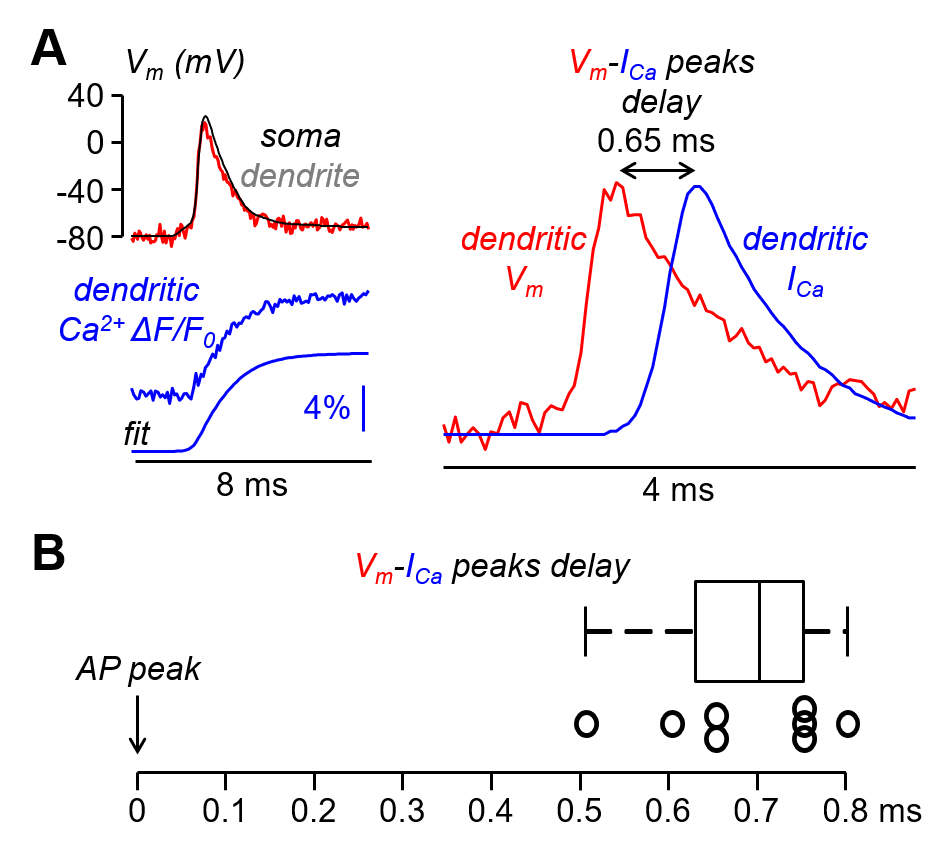 A
Vm (mV)
40
0
-40
-80
soma
dendrite
dendritic
Ca2+ ΔF/F0
4%
fit
8 ms
Vm-ICa peaks
delay
0.65 ms
dendritic
Vm
dendritic
ICa
4 ms
B
Vm-ICa peaks delay
AP peak
0 0.1 0.2 0.3 0.4 0.5 0.6 0.7 0.8 ms